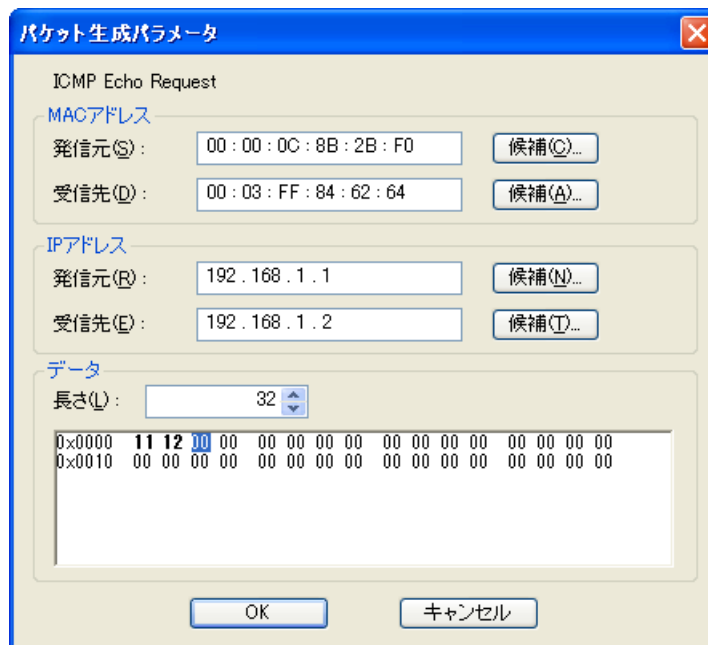 パケット生成パラメータ
ICMP Echo Request
MACアドレス
発信元(S): 00 : 00 : 0C : 8B : 2B : F0 候補(C)...
受信先(D): 00 : 03 : FF : 84 : 62 : 64 候補(A)...
IPアドレス
発信元(R): 192 . 168 . 1 . 1 候補(N)...
受信先(E): 192 . 168 . 1 . 2 候補(T)...
データ
長さ(L): 32
0x0000 11 12 00 00 00 00 00 00 00 00 00 00 00 00 00 00
0x0010 00 00 00 00 00 00 00 00 00 00 00 00 00 00 00 00
OK キャンセル